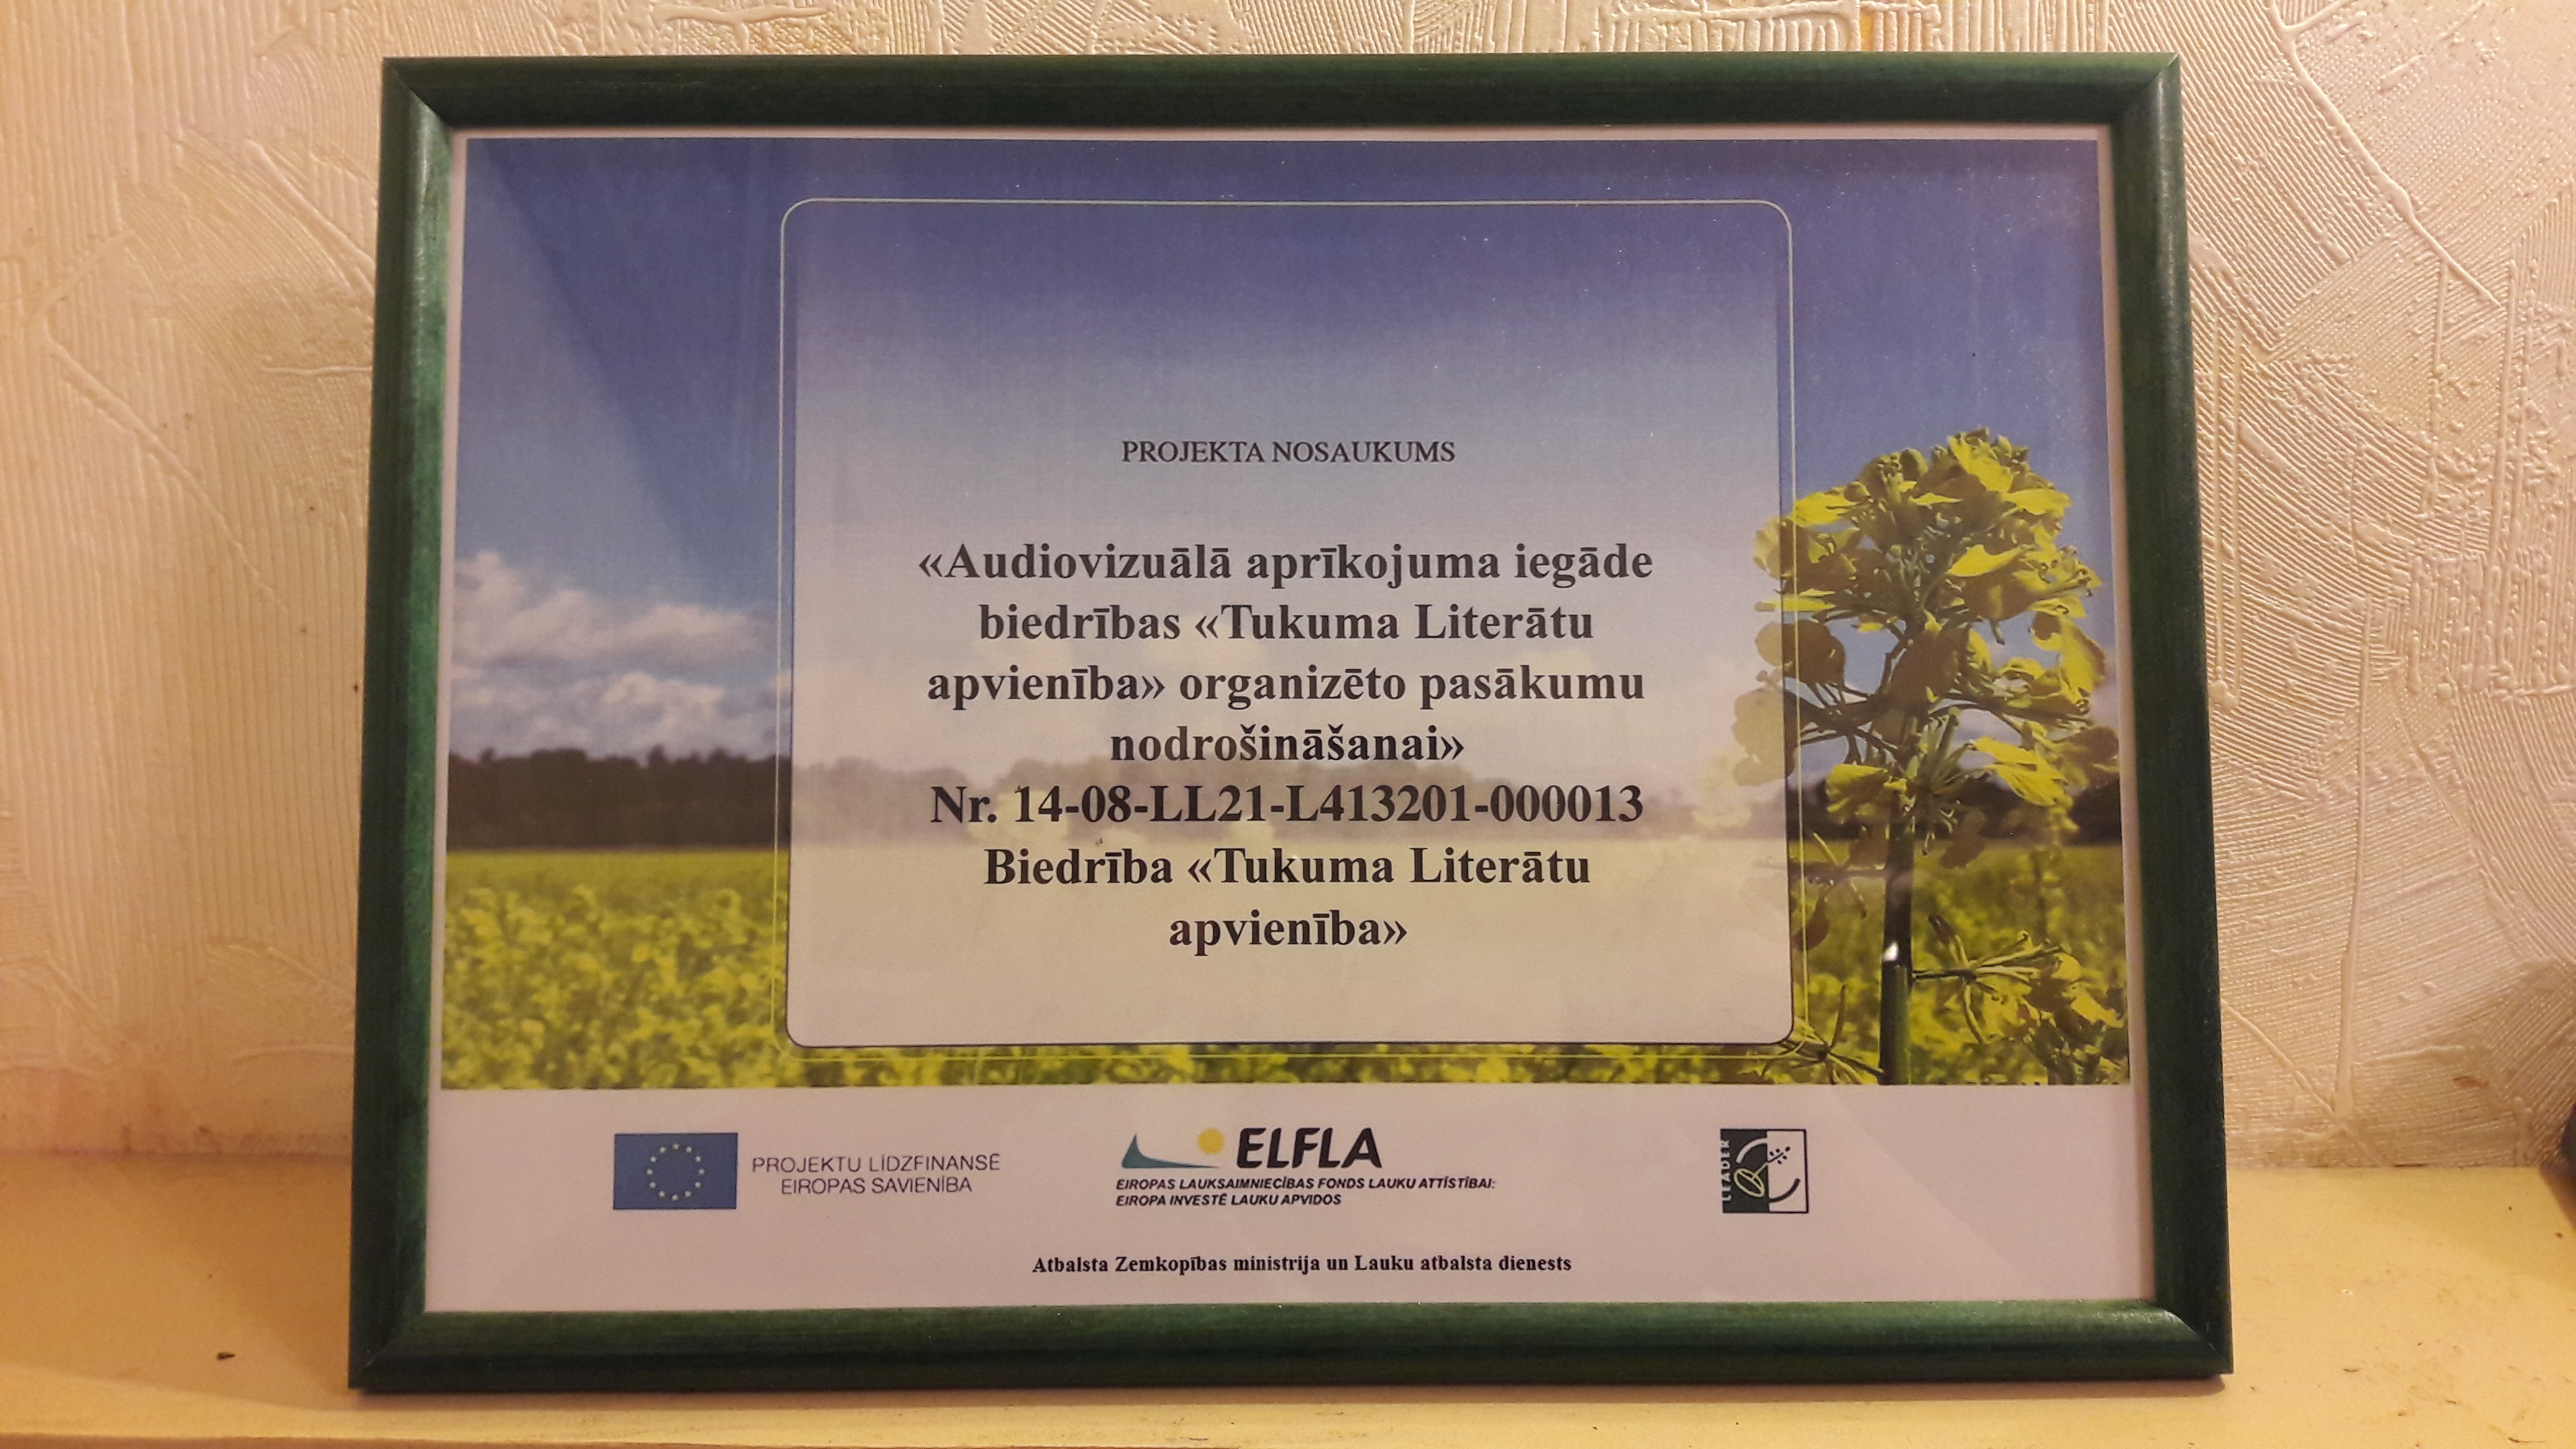 PROJEKTA NOSAUKUMS
«Audiovizuālā aprīkojuma iegāde
biedrības «Tukuma Literātu
apvienība» organizēto pasākumu
nodrošināšanai»
Nr. 14-08-LL21-L413201-000013
Biedrība «Tukuma Literātu
apvienība»
PROJEKTU LĪDZFINANSĒ
EIROPAS SAVIENĪBA
ELFLA
EIROPAS LAUKSAIMNIECĪBAS FONDS LAUKU ATTĪSTĪBAI:
EIROPA INVESTĒ LAUKU APVIDOS
LEADER
Atbalsta Zemkopības ministrija un Lauku atbalsta dienests